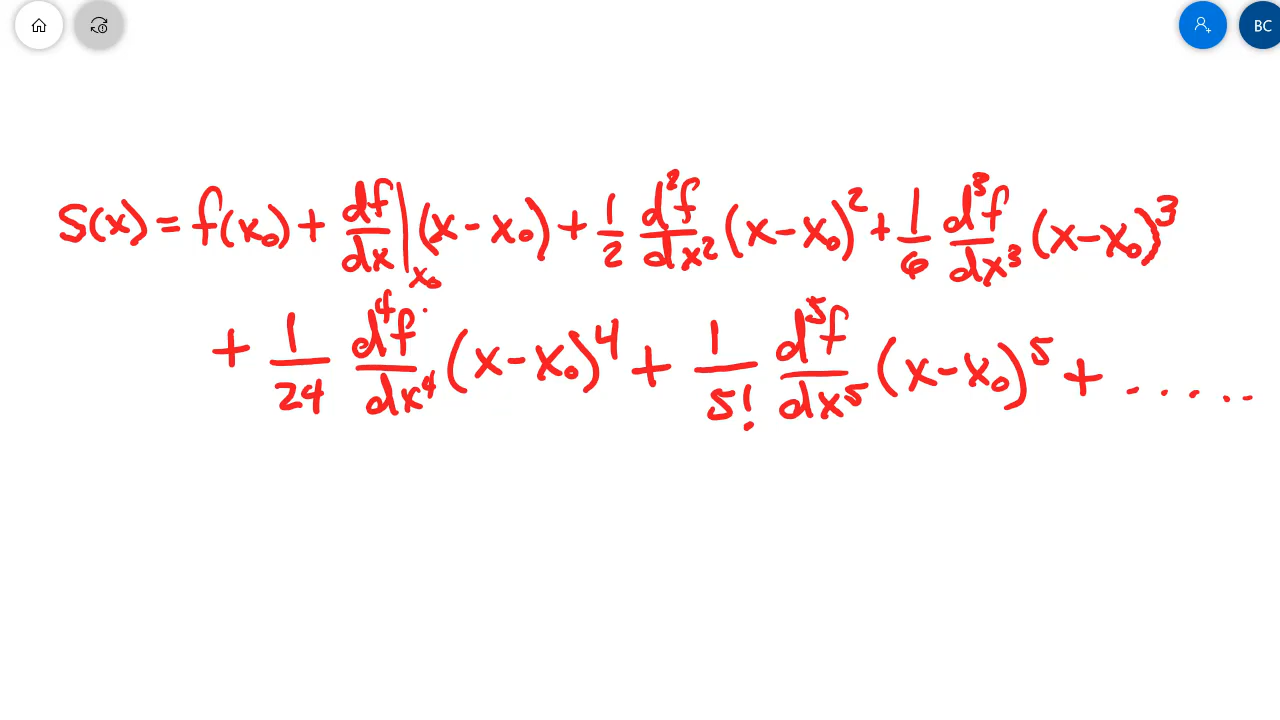 BC
S(x) = f(x₀) + df/dx|x₀ (x - x₀) + 1/2 d²f/dx² (x - x₀)² + 1/6 d³f/dx³ (x - x₀)³
+ 1/24 d⁴f/dx⁴ (x - x₀)⁴ + 1/5! d⁵f/dx⁵ (x - x₀)⁵ + .....